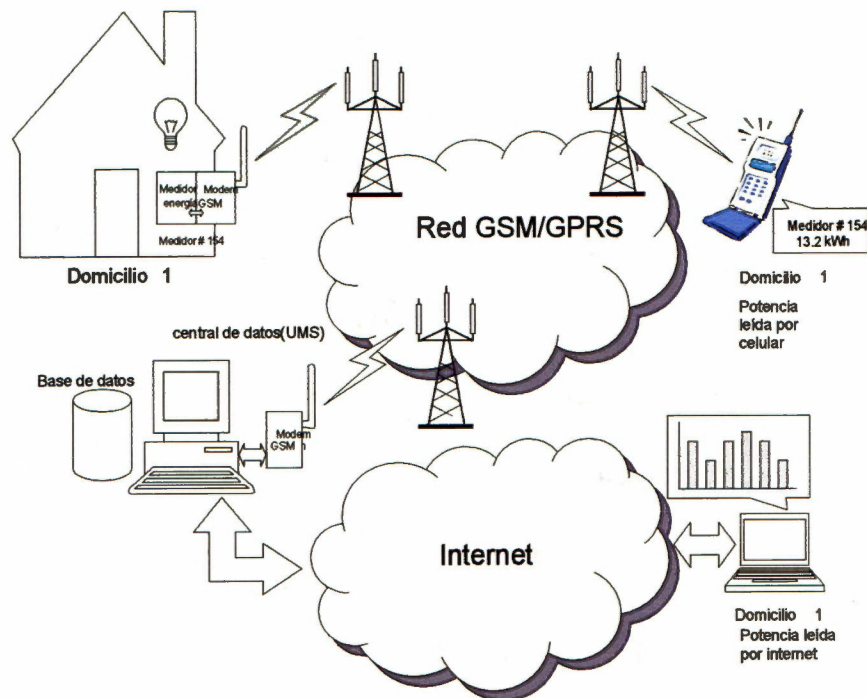 Medidor Modem
energía GSM
Medidor # 154
Domicilio 1
Red GSM/GPRS
Medidor # 154
13.2 kWh
Domicilio 1
Potencia
leída por
celular
central de datos(UMS)
Base de datos
Modem
GSM
Internet
Domicilio 1
Potencia leída
por internet